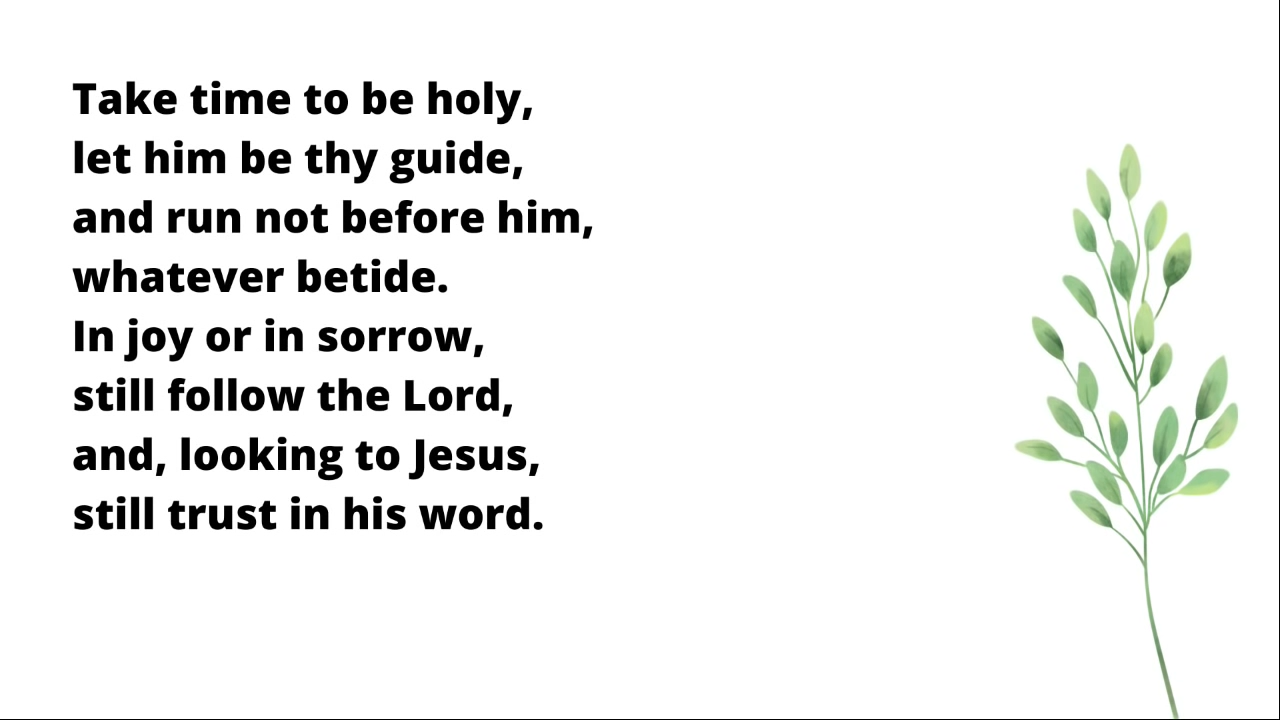 Take time to be holy,
let him be thy guide,
and run not before him,
whatever betide.
In joy or in sorrow,
still follow the Lord,
and, looking to Jesus,
still trust in his word.